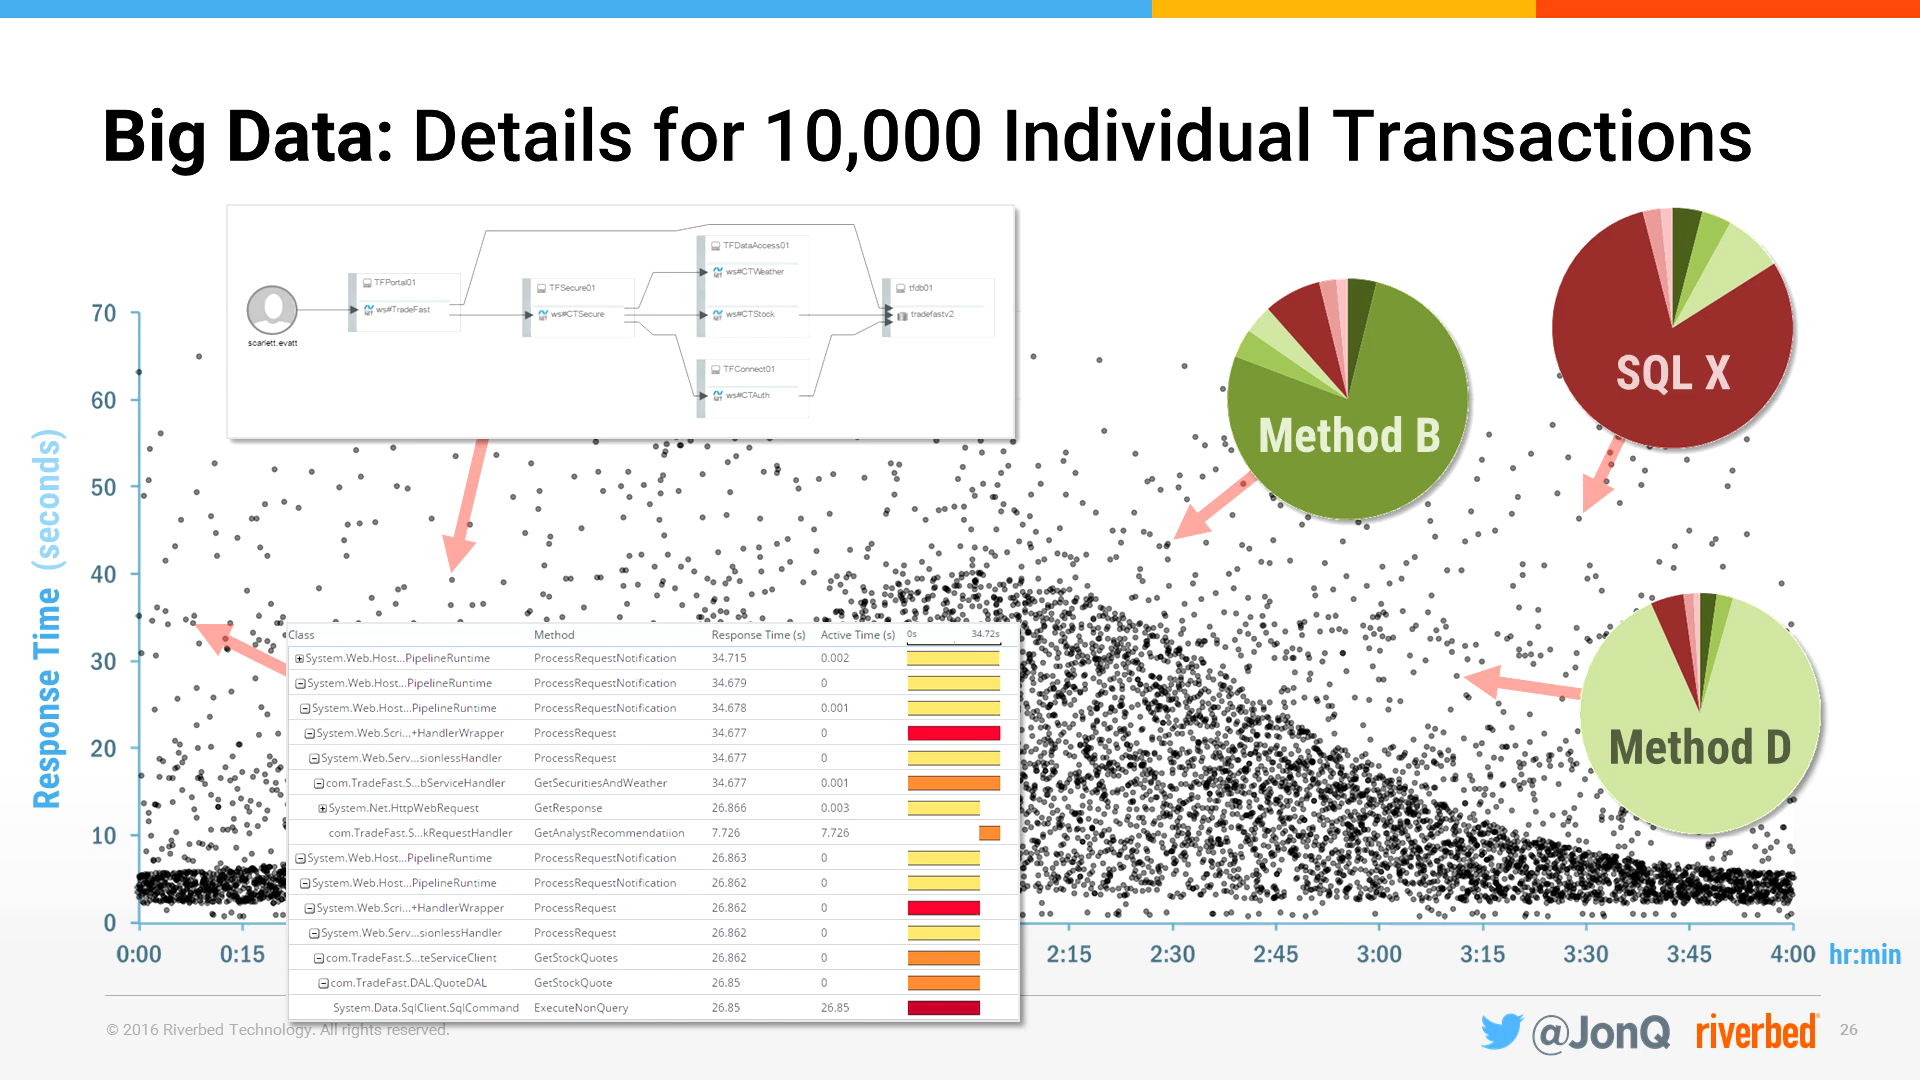 Big Data: Details for 10,000 Individual Transactions
TFPortal01
ws#TradeFast
scarlett.evatt
TFSecure01
ws#CTSecure
TFDataAccess01
ws#CTWeather
ws#CTStock
TFConnect01
ws#CTAuth
tfdb01
tradefastv2
SQL X
Method B
Method D
Response Time (seconds)
70
60
50
40
30
20
10
0
Class Method Response Time (s) Active Time (s) 0s 34.72s
System.Web.Host...PipelineRuntime ProcessRequestNotification 34.715 0.002
System.Web.Host...PipelineRuntime ProcessRequestNotification 34.679 0
System.Web.Host...PipelineRuntime ProcessRequestNotification 34.678 0.001
System.Web.Scri...+HandlerWrapper ProcessRequest 34.677 0
System.Web.Serv...sionlessHandler ProcessRequest 34.677 0
com.TradeFast.S...bServiceHandler GetSecuritiesAndWeather 34.677 0.001
System.Net.HttpWebRequest GetResponse 26.866 0.003
com.TradeFast.S...kRequestHandler GetAnalystRecommendatiion 7.726 7.726
System.Web.Host...PipelineRuntime ProcessRequestNotification 26.863 0
System.Web.Host...PipelineRuntime ProcessRequestNotification 26.862 0
System.Web.Scri...+HandlerWrapper ProcessRequest 26.862 0
System.Web.Serv...sionlessHandler ProcessRequest 26.862 0
com.TradeFast.S...teServiceClient GetStockQuotes 26.862 0
com.TradeFast.DAL.QuoteDAL GetStockQuote 26.85 0
System.Data.SqlClient.SqlCommand ExecuteNonQuery 26.85 26.85
0:00 0:15 2:15 2:30 2:45 3:00 3:15 3:30 3:45 4:00 hr:min
© 2016 Riverbed Technology. All rights reserved.
@JonQ riverbed 26